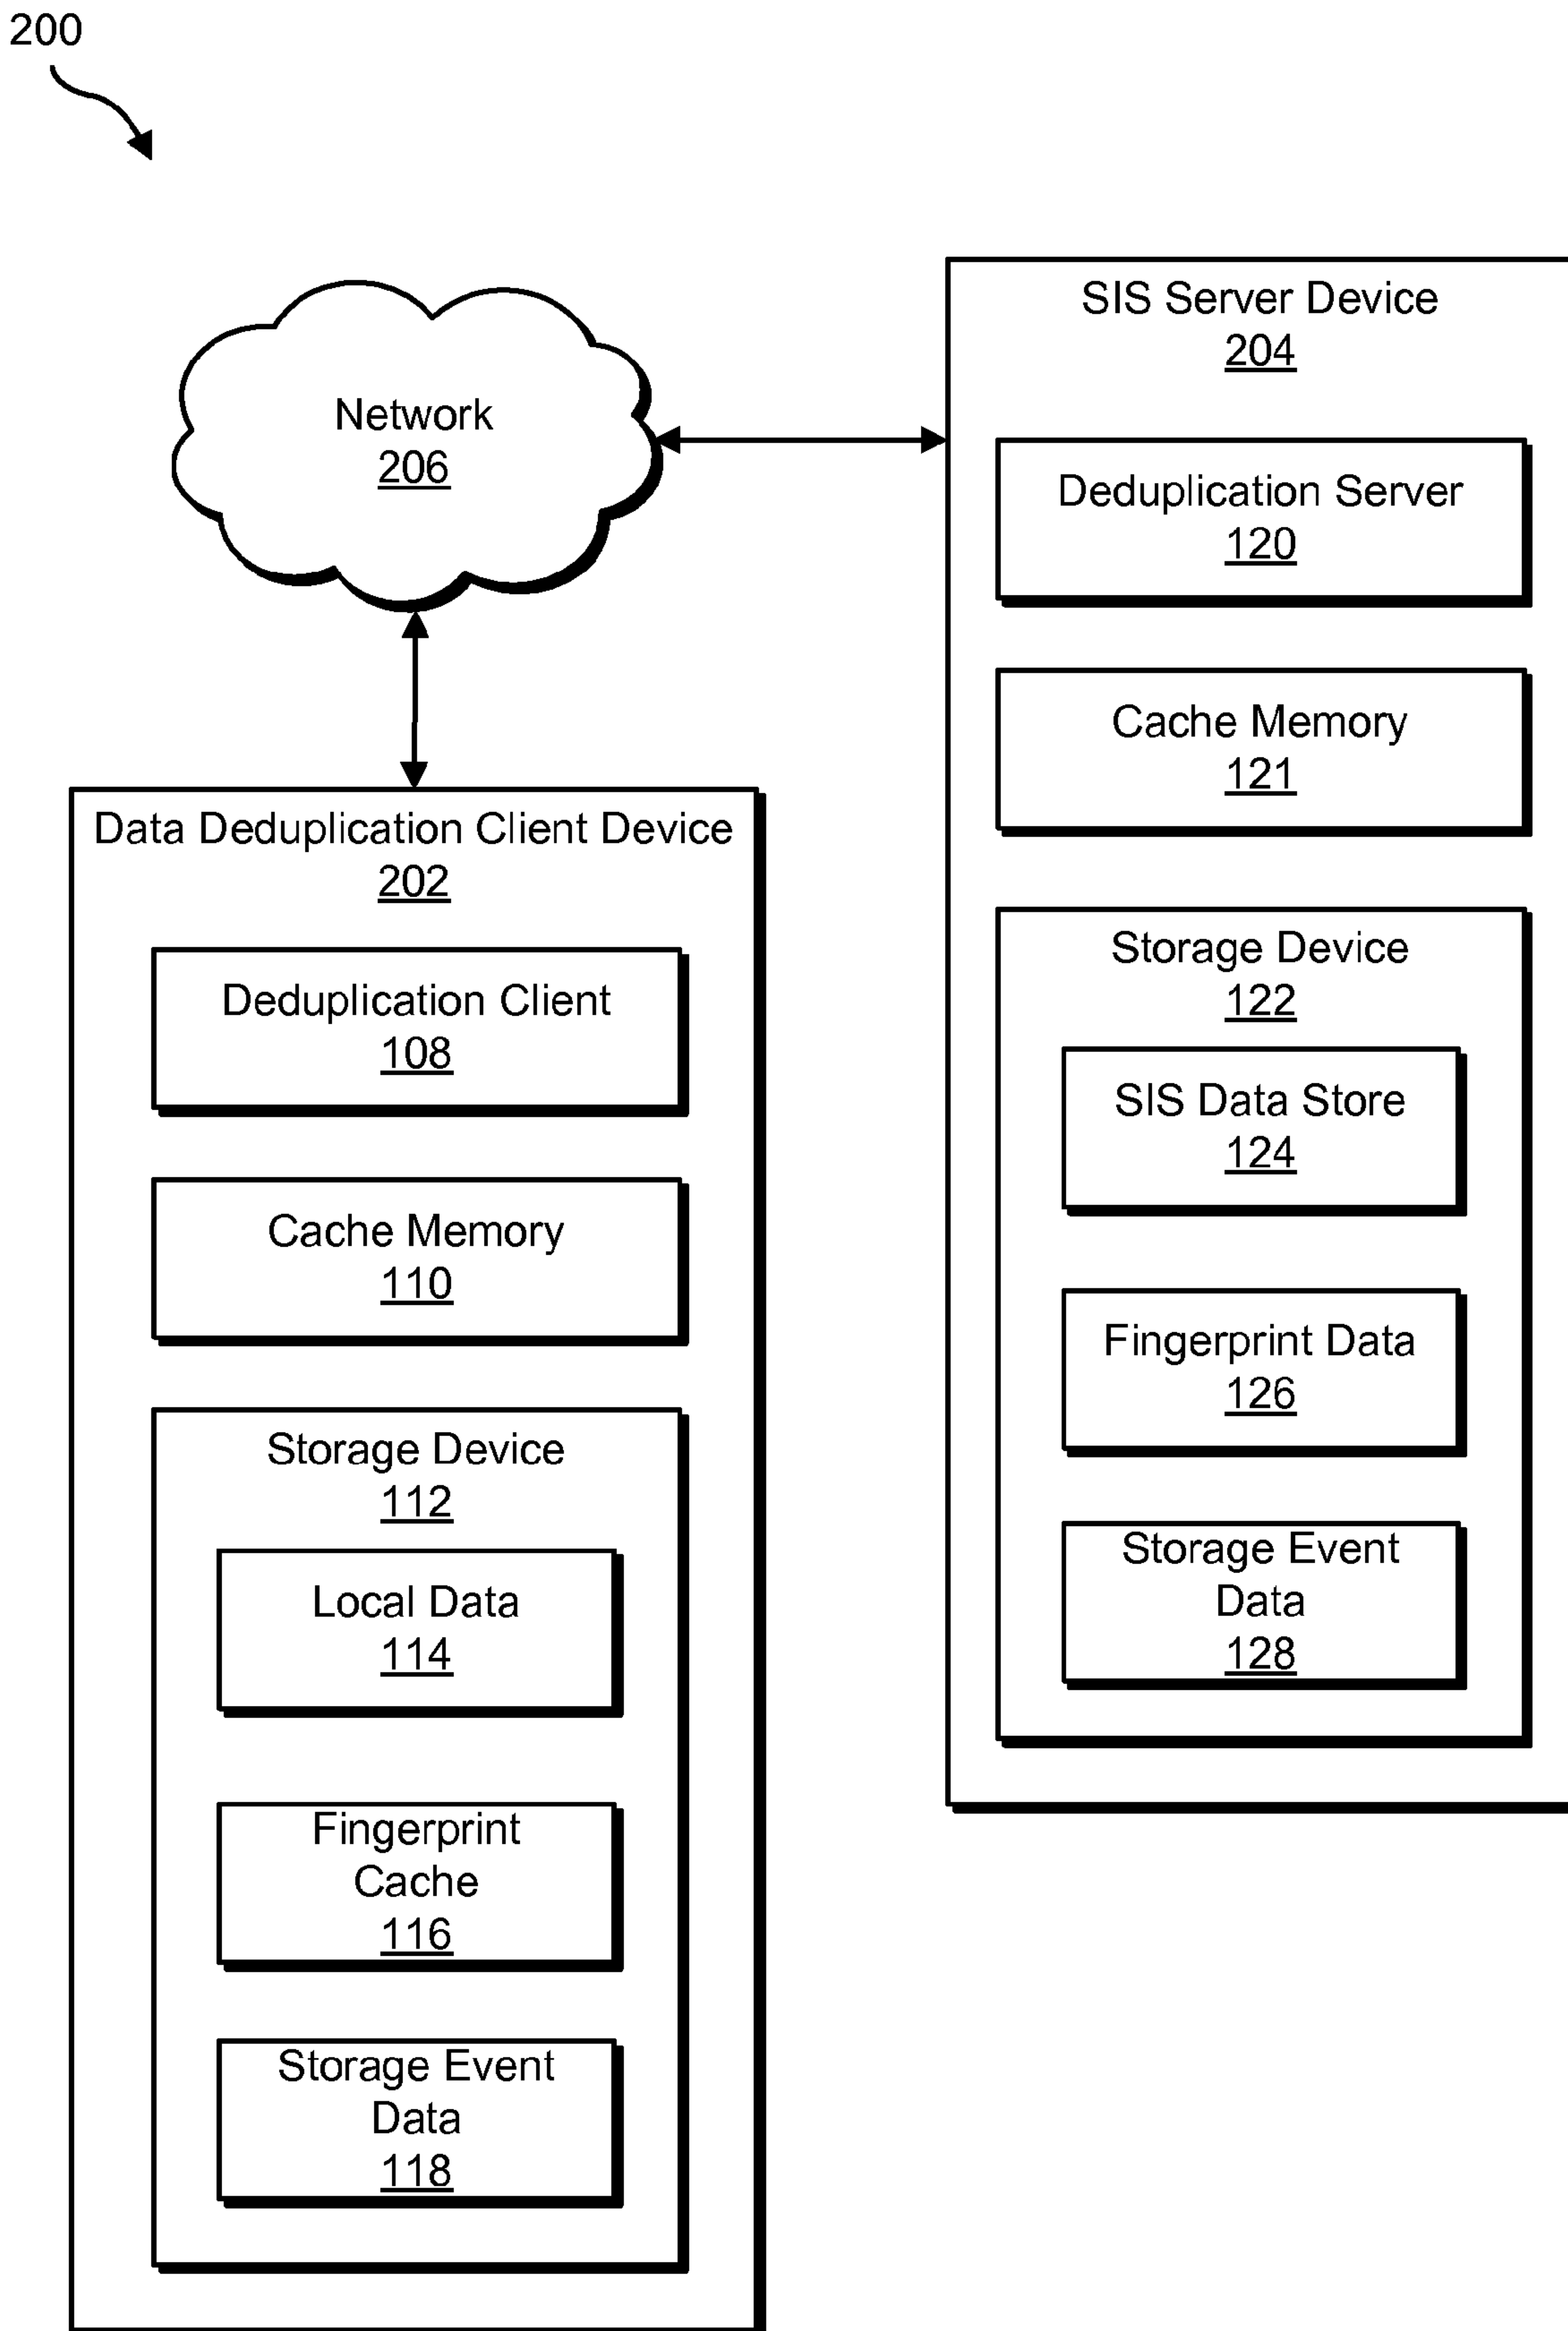 200
Network
206
SIS Server Device
204
Deduplication Server
120
Cache Memory
121
Storage Device
122
SIS Data Store
124
Fingerprint Data
126
Storage Event
Data
128
Data Deduplication Client Device
202
Deduplication Client
108
Cache Memory
110
Storage Device
112
Local Data
114
Fingerprint
Cache
116
Storage Event
Data
118